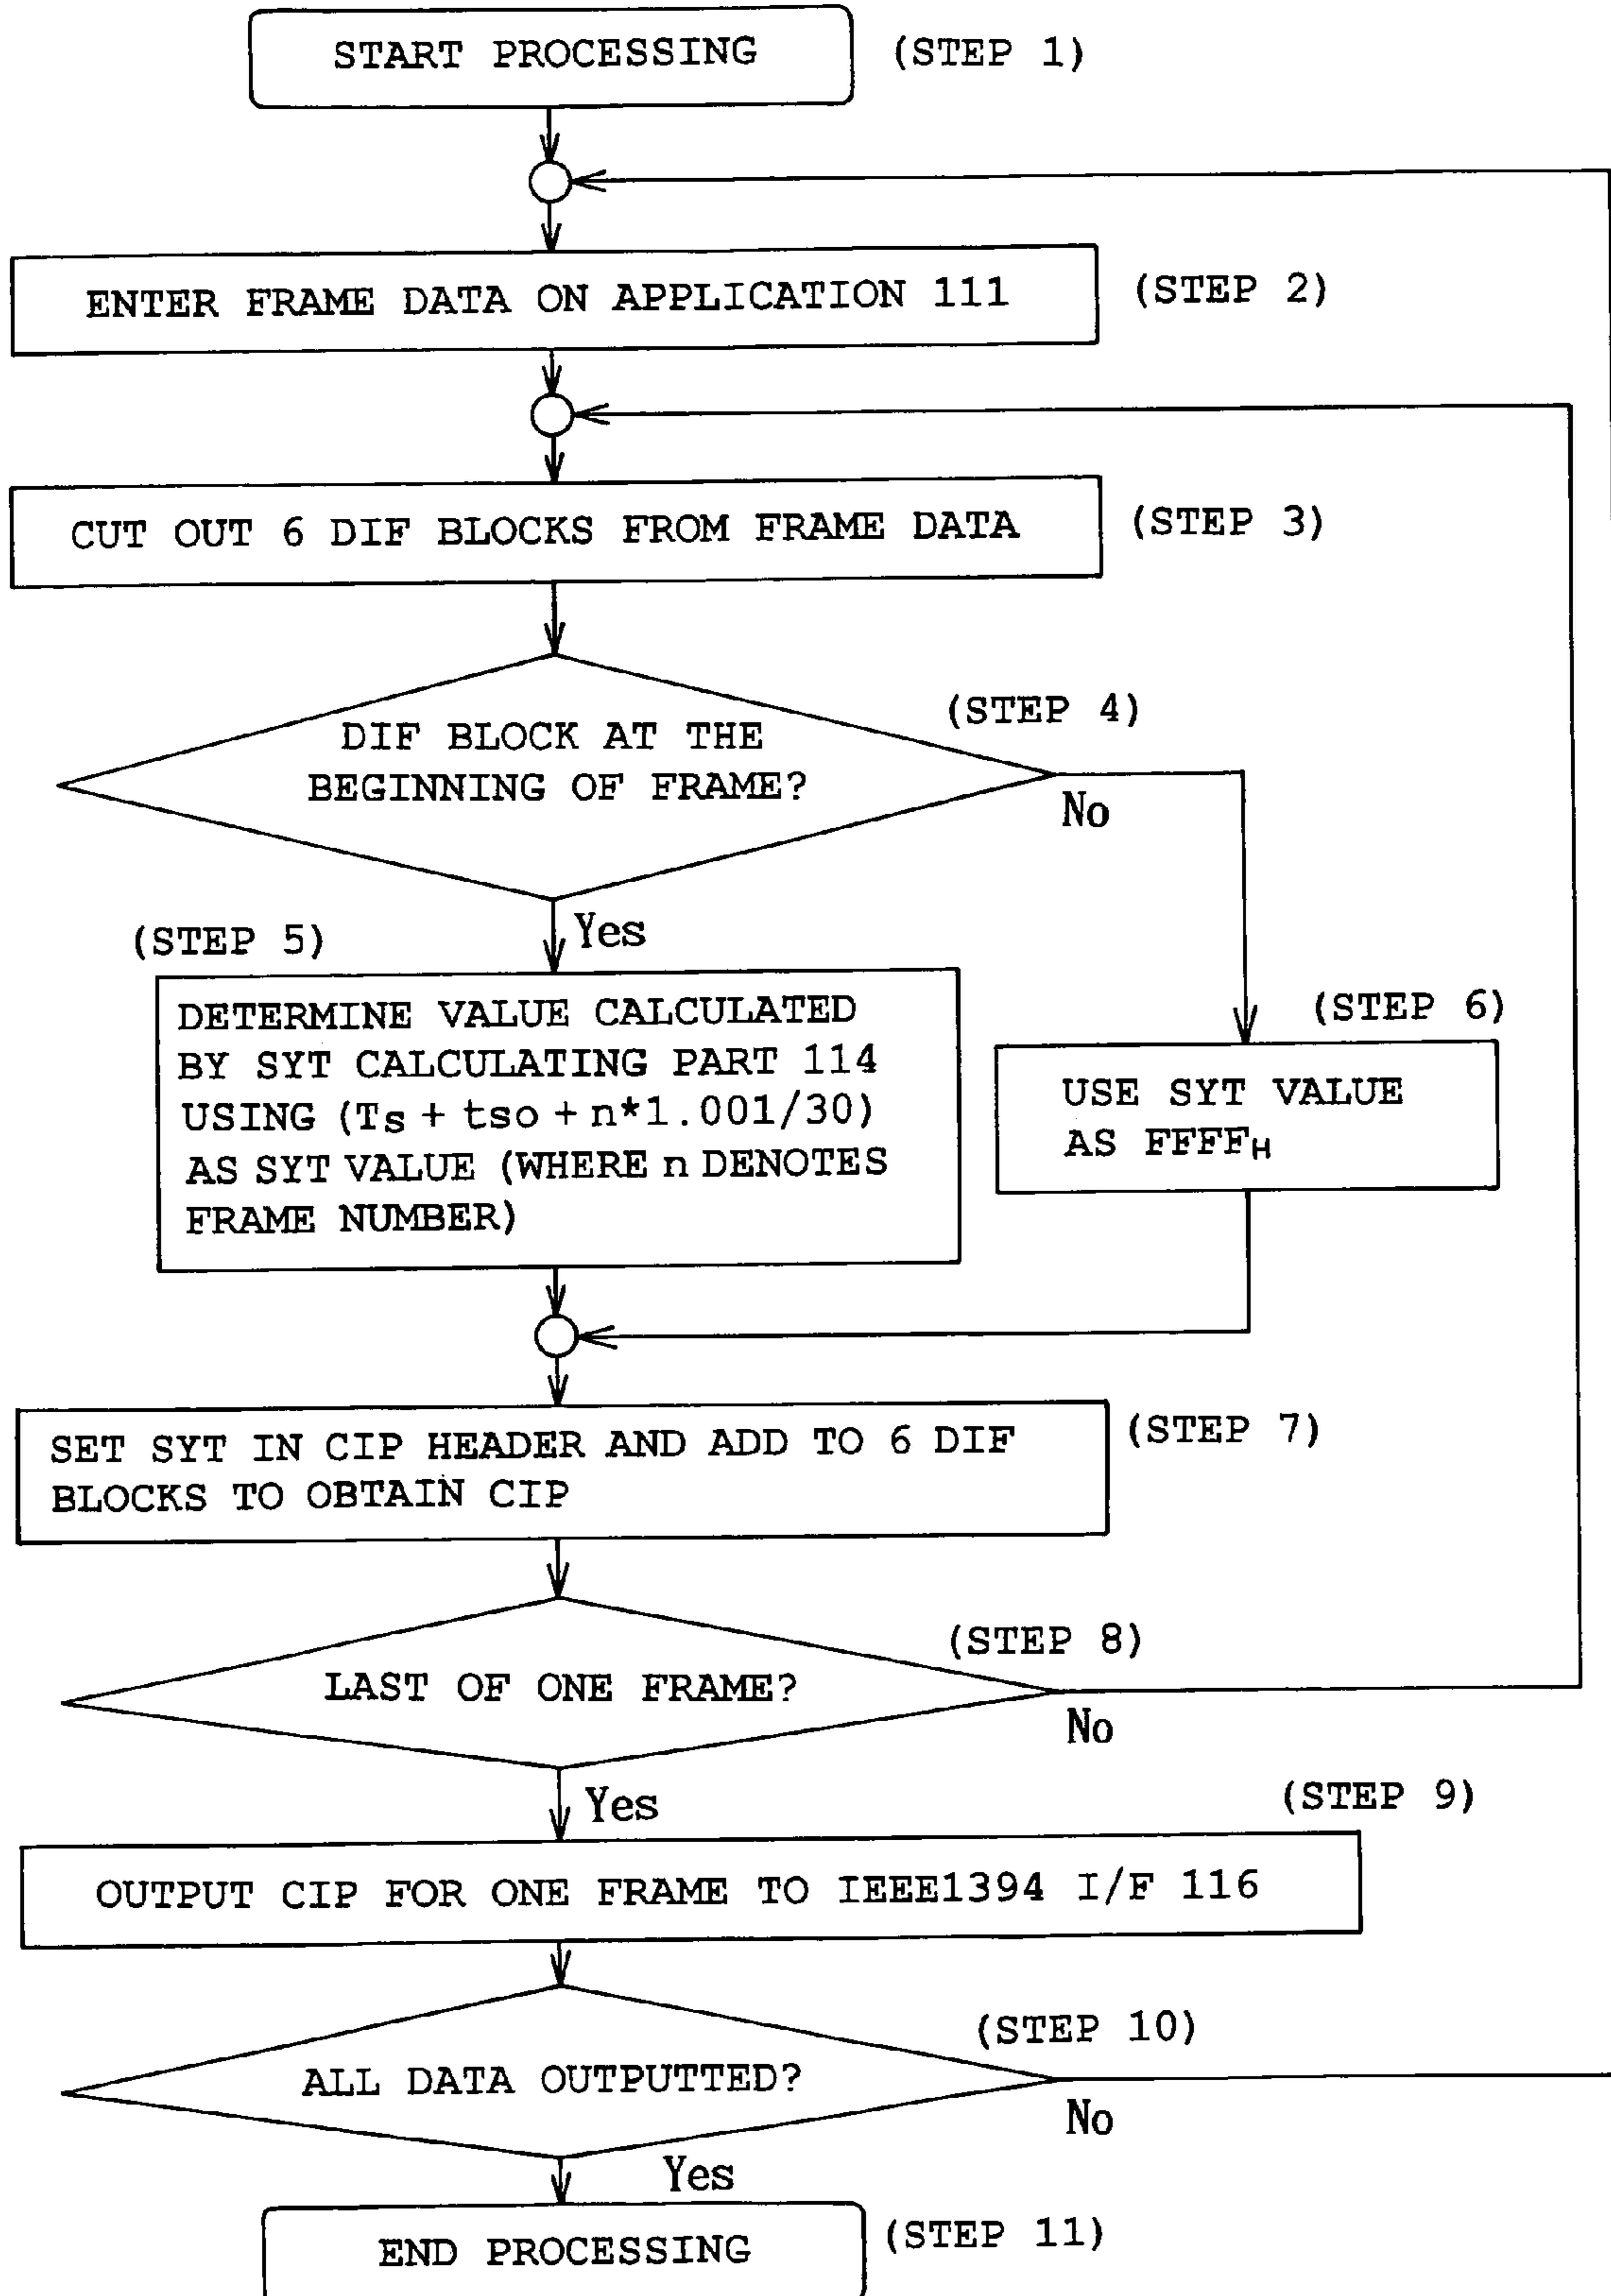 START PROCESSING (STEP 1)
ENTER FRAME DATA ON APPLICATION 111 (STEP 2)
CUT OUT 6 DIF BLOCKS FROM FRAME DATA (STEP 3)
(STEP 4)
DIF BLOCK AT THE
BEGINNING OF FRAME?
No
Yes
(STEP 5)
DETERMINE VALUE CALCULATED
BY SYT CALCULATING PART 114
USING (Ts + tso + n*1.001/30)
AS SYT VALUE (WHERE n DENOTES
FRAME NUMBER)
(STEP 6)
USE SYT VALUE
AS FFFFH
(STEP 7)
SET SYT IN CIP HEADER AND ADD TO 6 DIF
BLOCKS TO OBTAIN CIP
(STEP 8)
LAST OF ONE FRAME?
No
Yes
(STEP 9)
OUTPUT CIP FOR ONE FRAME TO IEEE1394 I/F 116
(STEP 10)
ALL DATA OUTPUTTED?
No
Yes
END PROCESSING (STEP 11)